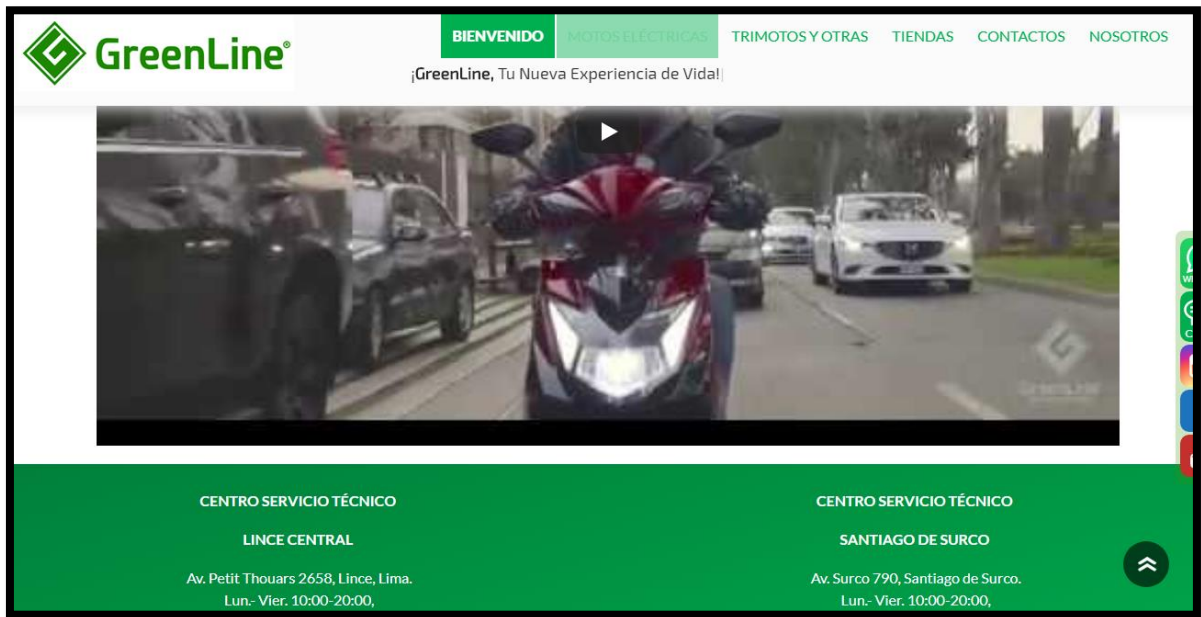 GreenLine®
BIENVENIDO
MOTOS ELÉCTRICAS
TRIMOTOS Y OTRAS
TIENDAS
CONTACTOS
NOSOTROS
¡GreenLine, Tu Nueva Experiencia de Vida!
GreenLine
CENTRO SERVICIO TÉCNICO
LINCE CENTRAL
Av. Petit Thouars 2658, Lince, Lima.
Lun.- Vier. 10:00-20:00,
CENTRO SERVICIO TÉCNICO
SANTIAGO DE SURCO
Av. Surco 790, Santiago de Surco.
Lun.- Vier. 10:00-20:00,